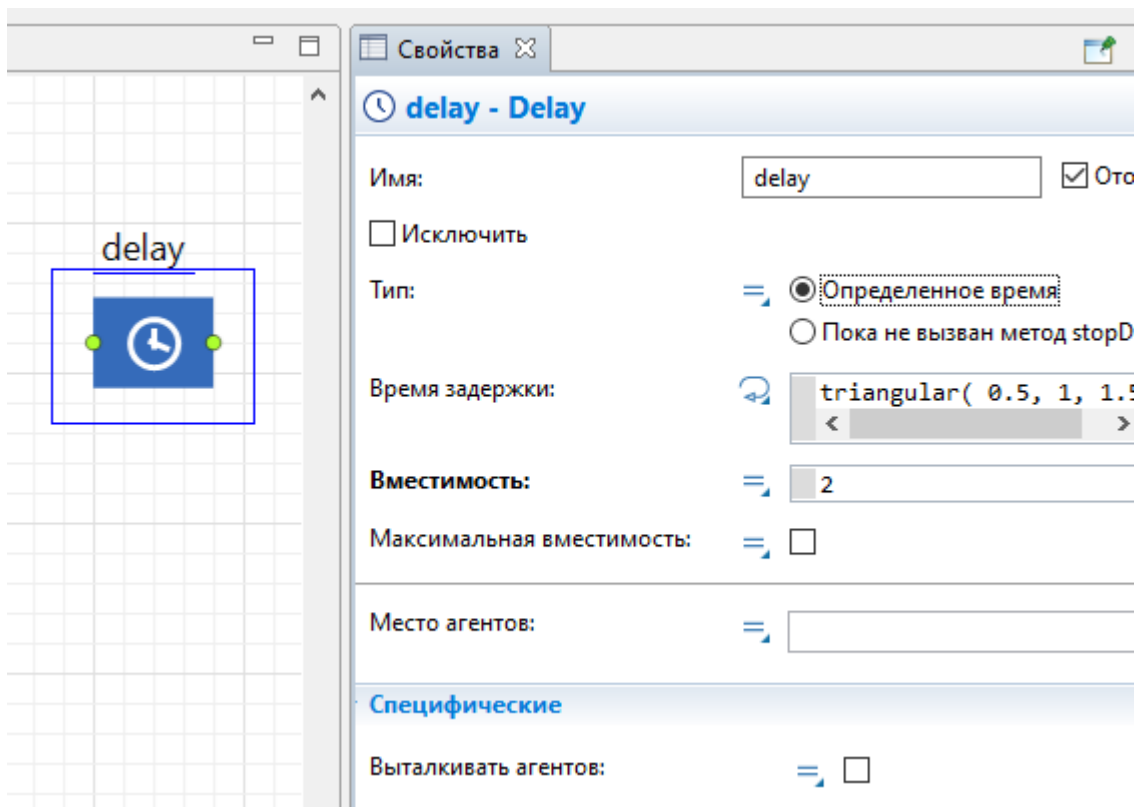 Свойства
delay - Delay
delay
Имя:
delay
Ото
Исключить
Тип:
Определенное время
Пока не вызван метод stopD
Время задержки:
triangular( 0.5, 1, 1.5
Вместимость:
2
Максимальная вместимость:
Место агентов:
Специфические
Выталкивать агентов: